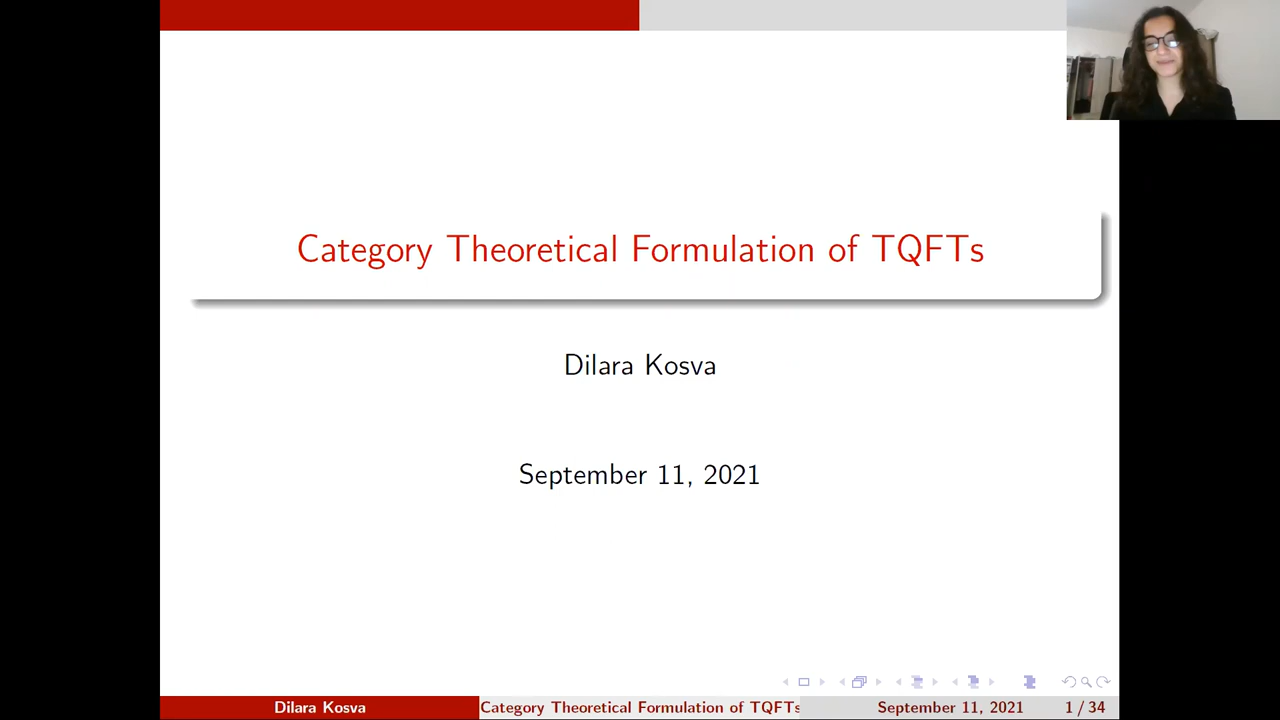 Category Theoretical Formulation of TQFTs
Dilara Kosva
September 11, 2021
Dilara Kosva
Category Theoretical Formulation of TQFTs
September 11, 2021
1 / 34